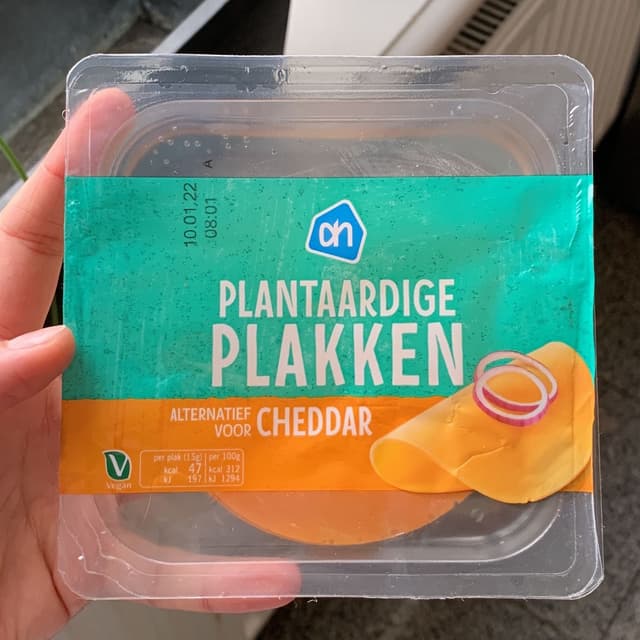 10.01.22 A
08:01
ah
PLANTAARDIGE
PLAKKEN
ALTERNATIEF
VOOR CHEDDAR
V
Vegan
per plak (15g) per 100g
kcal 47 kcal 312
kJ 197 kJ 1294